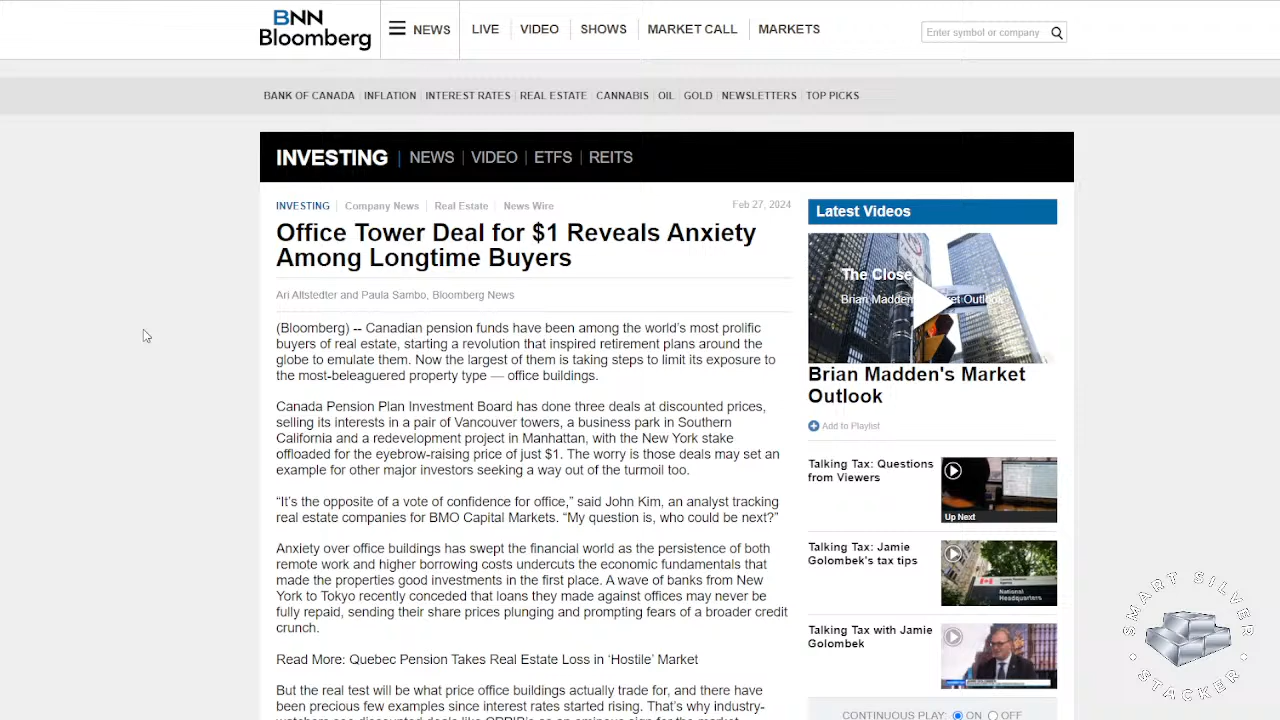 BNN
Bloomberg
NEWS
LIVE
VIDEO
SHOWS
MARKET CALL
MARKETS
Enter symbol or company
BANK OF CANADA
INFLATION
INTEREST RATES
REAL ESTATE
CANNABIS
OIL
GOLD
NEWSLETTERS
TOP PICKS
INVESTING | NEWS | VIDEO | ETFS | REITS
INVESTING
Company News
Real Estate
News Wire
Feb 27, 2024
Office Tower Deal for $1 Reveals Anxiety
Among Longtime Buyers
Ari Altstedter and Paula Sambo, Bloomberg News
(Bloomberg) -- Canadian pension funds have been among the world's most prolific
buyers of real estate, starting a revolution that inspired retirement plans around the
globe to emulate them. Now the largest of them is taking steps to limit its exposure to
the most-beleaguered property type — office buildings.
Canada Pension Plan Investment Board has done three deals at discounted prices,
selling its interests in a pair of Vancouver towers, a business park in Southern
California and a redevelopment project in Manhattan, with the New York stake
offloaded for the eyebrow-raising price of just $1. The worry is those deals may set an
example for other major investors seeking a way out of the turmoil too.
“It's the opposite of a vote of confidence for office,” said John Kim, an analyst tracking
real estate companies for BMO Capital Markets. “My question is, who could be next?”
Anxiety over office buildings has swept the financial world as the persistence of both
remote work and higher borrowing costs undercuts the economic fundamentals that
made the properties good investments in the first place. A wave of banks from New
York to Tokyo recently conceded that loans they made against offices may never be
fully repaid, sending their share prices plunging and prompting fears of a broader credit
crunch.
Read More: Quebec Pension Takes Real Estate Loss in ‘Hostile’ Market
But the real test will be what price office buildings actually trade for, and there have
been precious few examples since interest rates started rising. That's why industry-
Latest Videos
The Close
Brian Madden's Market Outlook
Brian Madden's Market
Outlook
Add to Playlist
Talking Tax: Questions
from Viewers
Up Next
Talking Tax: Jamie
Golombek's tax tips
National
Headquarters
Talking Tax with Jamie
Golombek
CONTINUOUS PLAY: ON OFF